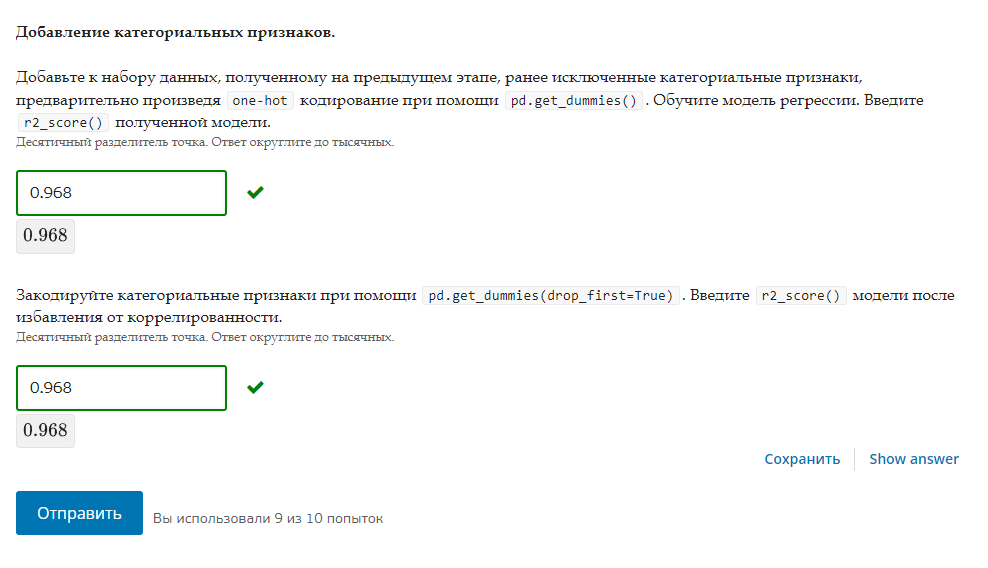 Добавление категориальных признаков.
Добавьте к набору данных, полученному на предыдущем этапе, ранее исключенные категориальные признаки,
предварительно произведя one-hot кодирование при помощи pd.get_dummies() . Обучите модель регрессии. Введите
r2_score() полученной модели.
Десятичный разделитель точка. Ответ округлите до тысячных.
0.968
0.968
Закодируйте категориальные признаки при помощи pd.get_dummies(drop_first=True) . Введите r2_score() модели после
избавления от коррелированности.
Десятичный разделитель точка. Ответ округлите до тысячных.
0.968
0.968
Сохранить Show answer
Отправить Вы использовали 9 из 10 попыток